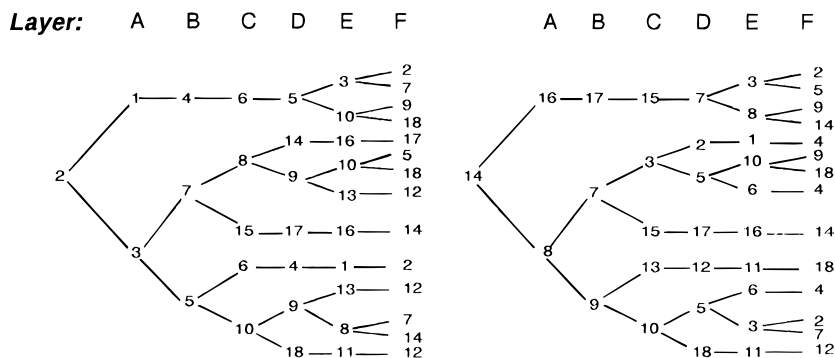 Layer: A B C D E F A B C D E F
2 2
3 7 3 5
1 4 6 5 16 17 15 7
9 9
10 18 8 14
14 16 17 2 1 4
5 9
8 10 3 10
18 18
2 9 14 5
7 13 12 7 6 4
15 17 16 14 15 17 16 14
3 8
6 4 1 2 13 12 11 18
13 12 6 4
5 9 9 5
7 2
10 8 10 3
14 7
18 11 12 18 11 12